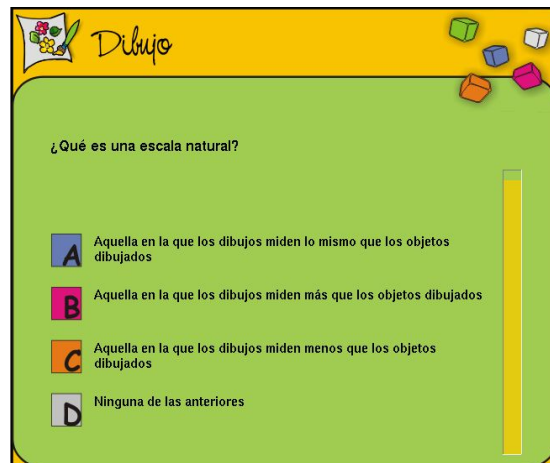 Dibujo
¿Qué es una escala natural?
A
Aquella en la que los dibujos miden lo mismo que los objetos
dibujados
B
Aquella en la que los dibujos miden más que los objetos dibujados
C
Aquella en la que los dibujos miden menos que los objetos
dibujados
D
Ninguna de las anteriores